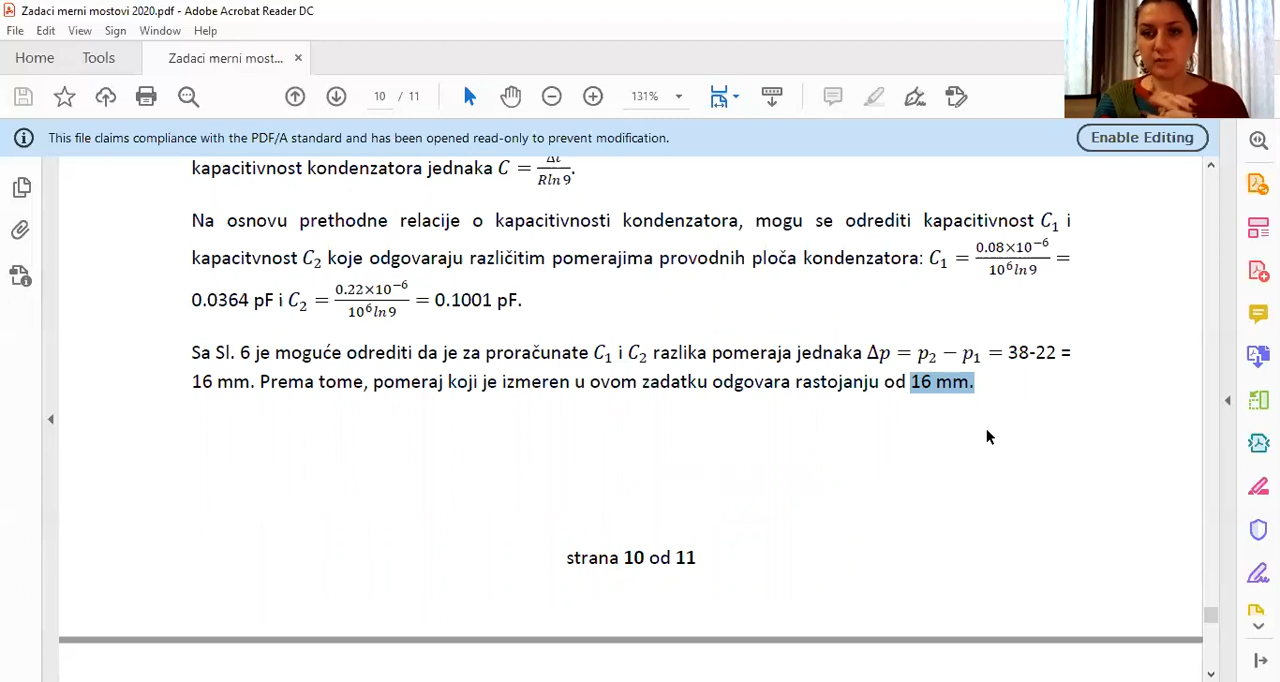 Zadaci merni mostovi 2020.pdf - Adobe Acrobat Reader DC
File Edit View Sign Window Help
Home Tools Zadaci merni most... ×
10 / 11 131%
This file claims compliance with the PDF/A standard and has been opened read-only to prevent modification. Enable Editing
kapacitivnost kondenzatora jednaka C = Δt/Rln9.
Na osnovu prethodne relacije o kapacitivnosti kondenzatora, mogu se odrediti kapacitivnost C₁ i
kapacitvnost C₂ koje odgovaraju različitim pomerajima provodnih ploča kondenzatora: C₁ = 0.08×10⁻⁶/10⁶ln9 =
0.0364 pF i C₂ = 0.22×10⁻⁶/10⁶ln9 = 0.1001 pF.
Sa Sl. 6 je moguće odrediti da je za proračunate C₁ i C₂ razlika pomeraja jednaka Δp = p₂ − p₁ = 38-22 =
16 mm. Prema tome, pomeraj koji je izmeren u ovom zadatku odgovara rastojanju od 16 mm.
strana 10 od 11